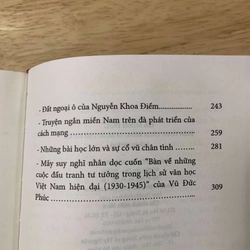 - Đất ngoại ô của Nguyễn Khoa Điềm................ 243
- Truyện ngắn miền Nam trên đà phát triển của
cách mạng 259
- Những bài học lớn và sự cổ vũ chân tình 281
- Mấy suy nghĩ nhân dọc cuốn "Bàn về những
cuộc đấu tranh tư tưởng trong lịch sử văn học
Việt Nam hiện đại (1930-1945)" của Vũ Đức
Phúc 309